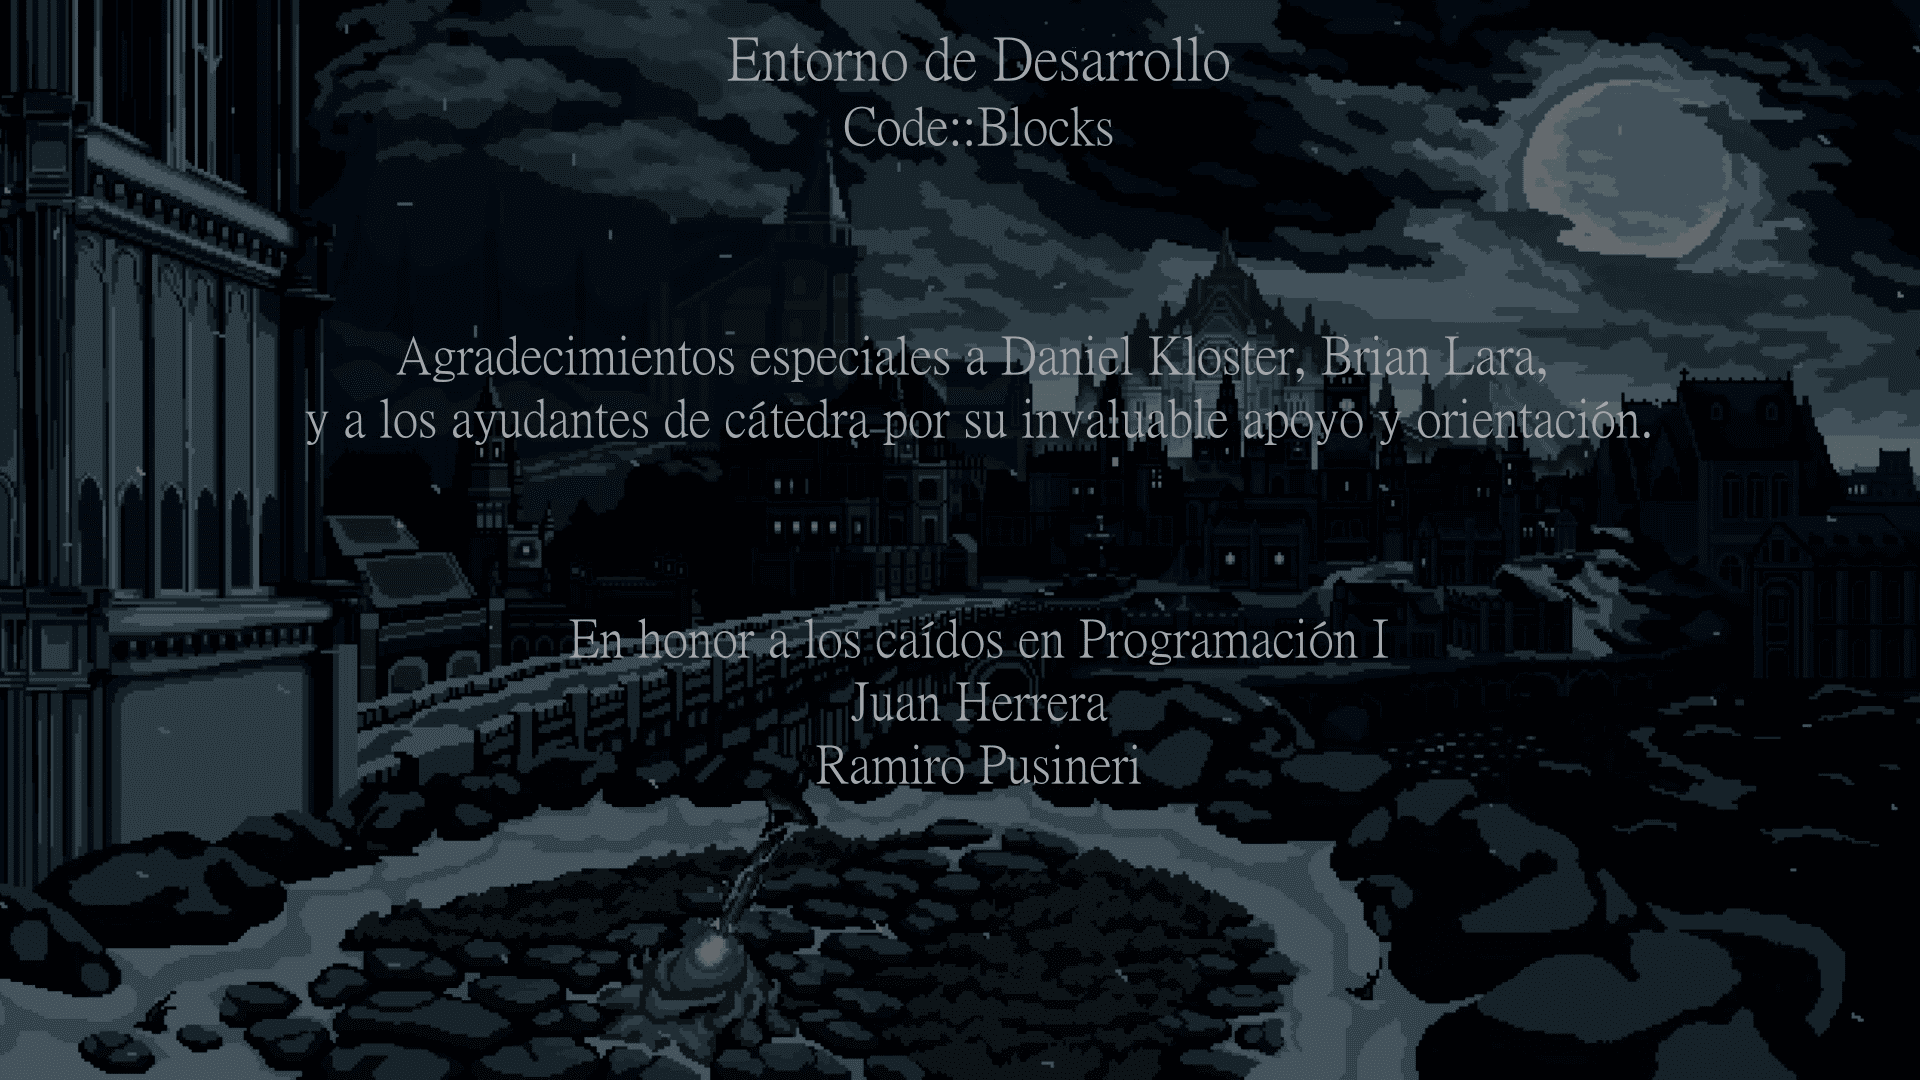 Entorno de Desarrollo
Code::Blocks
Agradecimientos especiales a Daniel Kloster, Brian Lara,
y a los ayudantes de cátedra por su invaluable apoyo y orientación.
En honor a los caídos en Programación I
Juan Herrera
Ramiro Pusineri